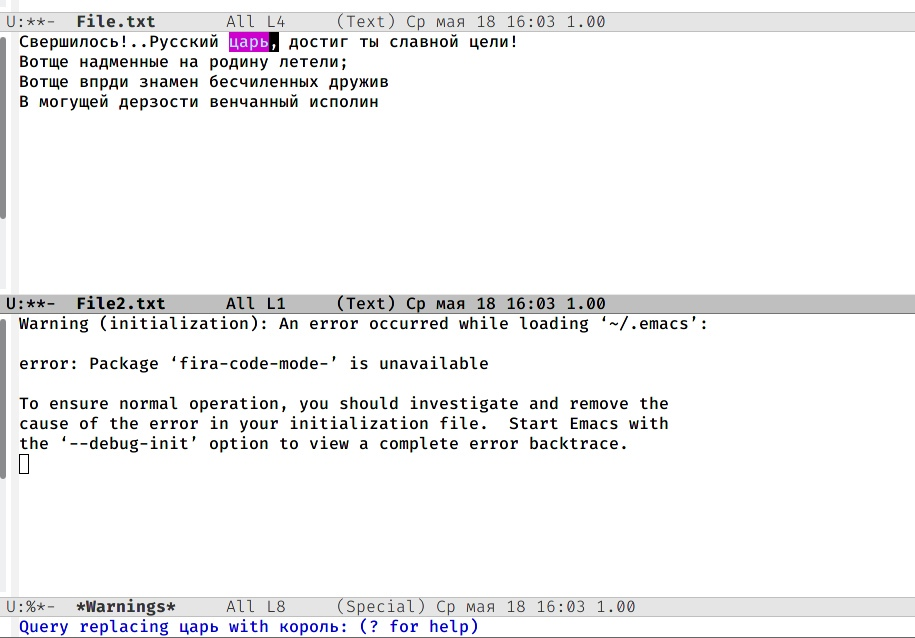 U:**-  File.txt       All L4     (Text) Ср мая 18 16:03 1.00
Свершилось!..Русский царь, достиг ты славной цели!
Вотще надменные на родину летели;
Вотще впрди знамен бесчиленных дружив
В могущей дерзости венчанный исполин
U:**-  File2.txt      All L1     (Text) Ср мая 18 16:03 1.00
Warning (initialization): An error occurred while loading ‘~/.emacs’:
error: Package ‘fira-code-mode-’ is unavailable
To ensure normal operation, you should investigate and remove the
cause of the error in your initialization file.  Start Emacs with
the ‘--debug-init’ option to view a complete error backtrace.
U:%*-  *Warnings*     All L8     (Special) Ср мая 18 16:03 1.00
Query replacing царь with король: (? for help)